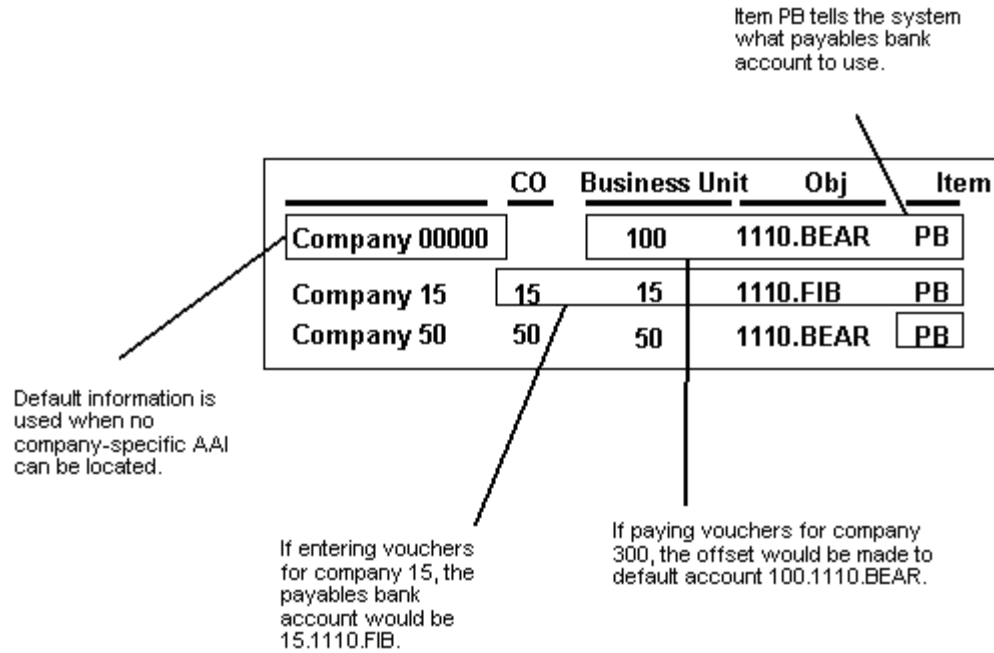 Item PB tells the system
what payables bank
account to use.
CO Business Unit Obj Item
Company 00000 100 1110.BEAR PB
Company 15 15 15 1110.FIB PB
Company 50 50 50 1110.BEAR PB
Default information is
used when no
company-specific AAI
can be located.
If entering vouchers
for company 15, the
payables bank
account would be
15.1110.FIB.
If paying vouchers for company
300, the offset would be made to
default account 100.1110.BEAR.